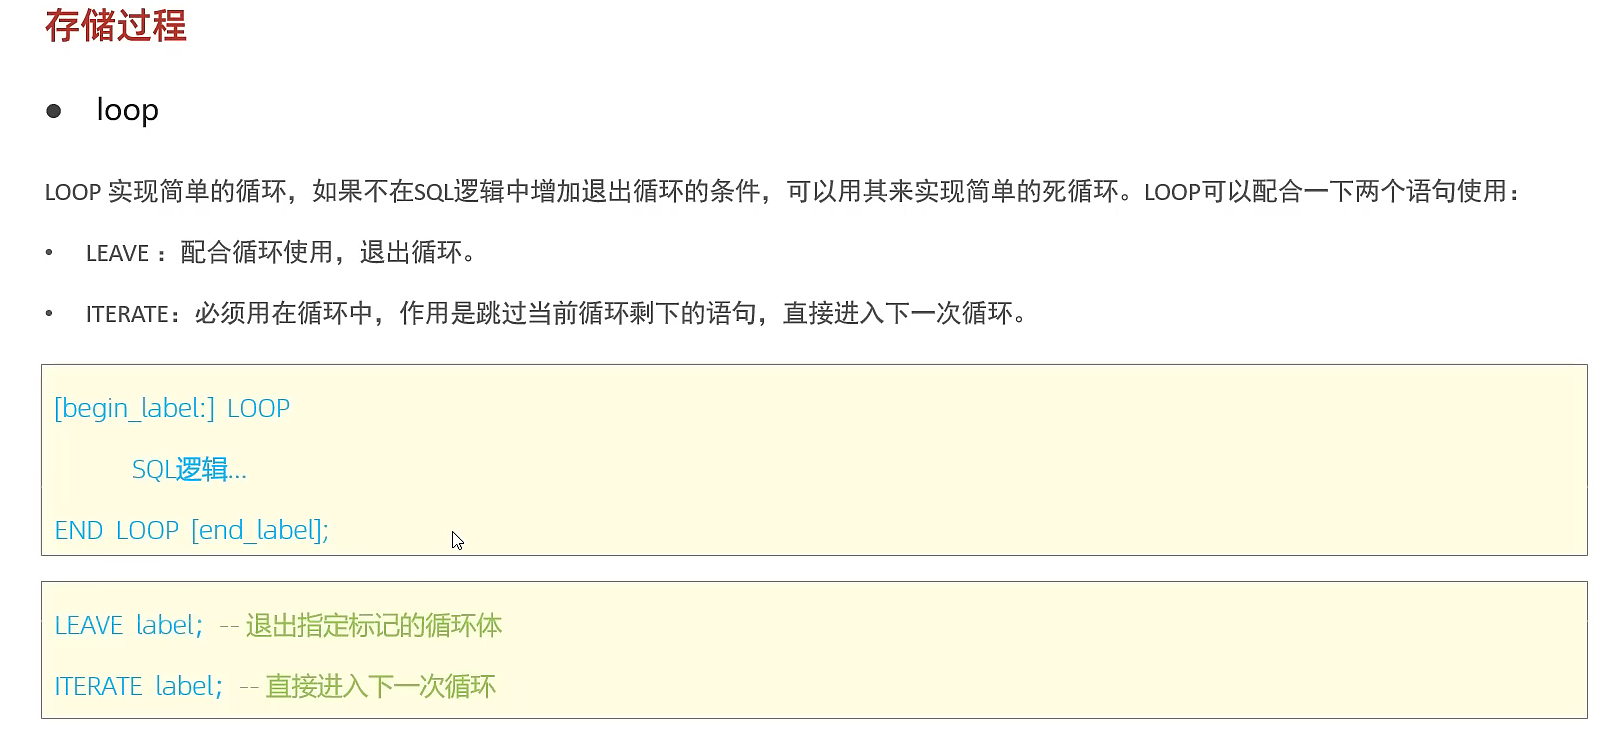 存储过程
● loop
LOOP 实现简单的循环，如果不在SQL逻辑中增加退出循环的条件，可以用其来实现简单的死循环。LOOP可以配合一下两个语句使用：
• LEAVE ：配合循环使用，退出循环。
• ITERATE：必须用在循环中，作用是跳过当前循环剩下的语句，直接进入下一次循环。
[begin_label:] LOOP
SQL逻辑...
END LOOP [end_label];
LEAVE label； -- 退出指定标记的循环体
ITERATE label； -- 直接进入下一次循环